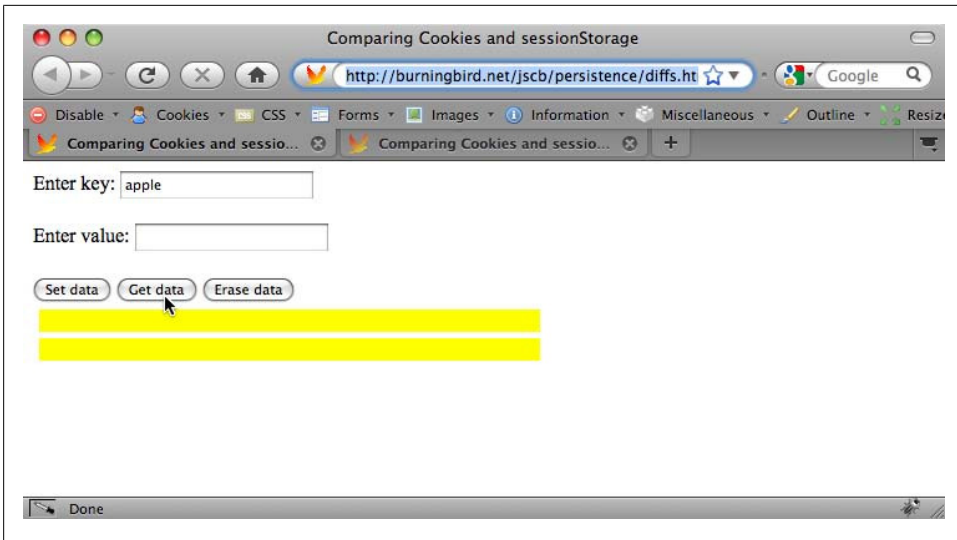 Comparing Cookies and sessionStorage
http://burningbird.net/jscb/persistence/diffs.ht
Google
Disable Cookies CSS Forms Images Information Miscellaneous Outline Resize
Comparing Cookies and sessio... Comparing Cookies and sessio... +
Enter key: apple
Enter value:
Set data Get data Erase data
Done